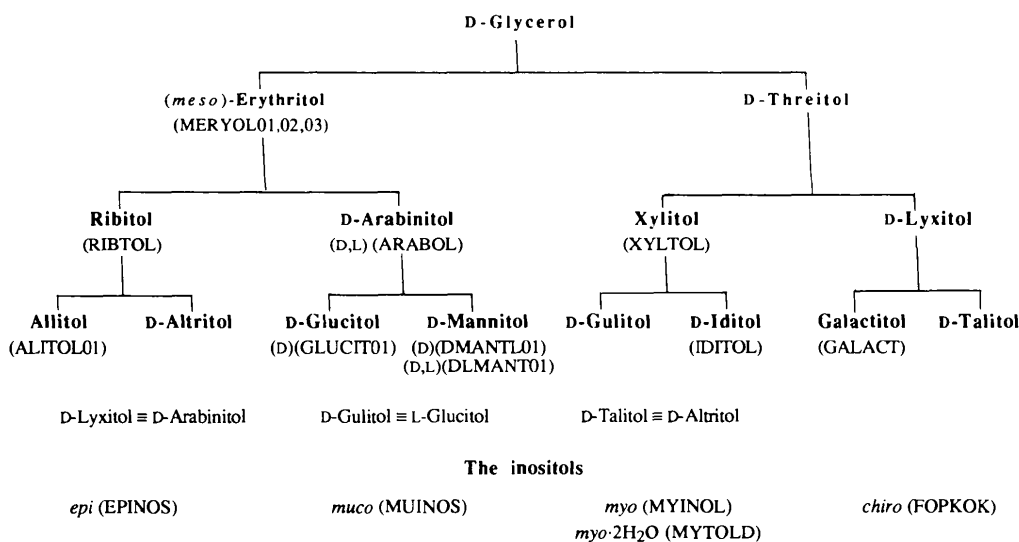 D-Glycerol
(meso)-Erythritol D-Threitol
(MERYOL01,02,03)
Ribitol D-Arabinitol Xylitol D-Lyxitol
(RIBTOL) (D,L) (ARABOL) (XYLTOL)
Allitol D-Altritol D-Glucitol D-Mannitol D-Gulitol D-Iditol Galactitol D-Talitol
(ALITOL01) (D)(GLUCIT01) (D)(DMANTL01) (IDITOL) (GALACT)
(D,L)(DLMANT01)
D-Lyxitol ≡ D-Arabinitol D-Gulitol ≡ L-Glucitol D-Talitol ≡ D-Altritol
The inositols
epi (EPINOS) muco (MUINOS) myo (MYINOL) chiro (FOPKOK)
myo·2H₂O (MYTOLD)